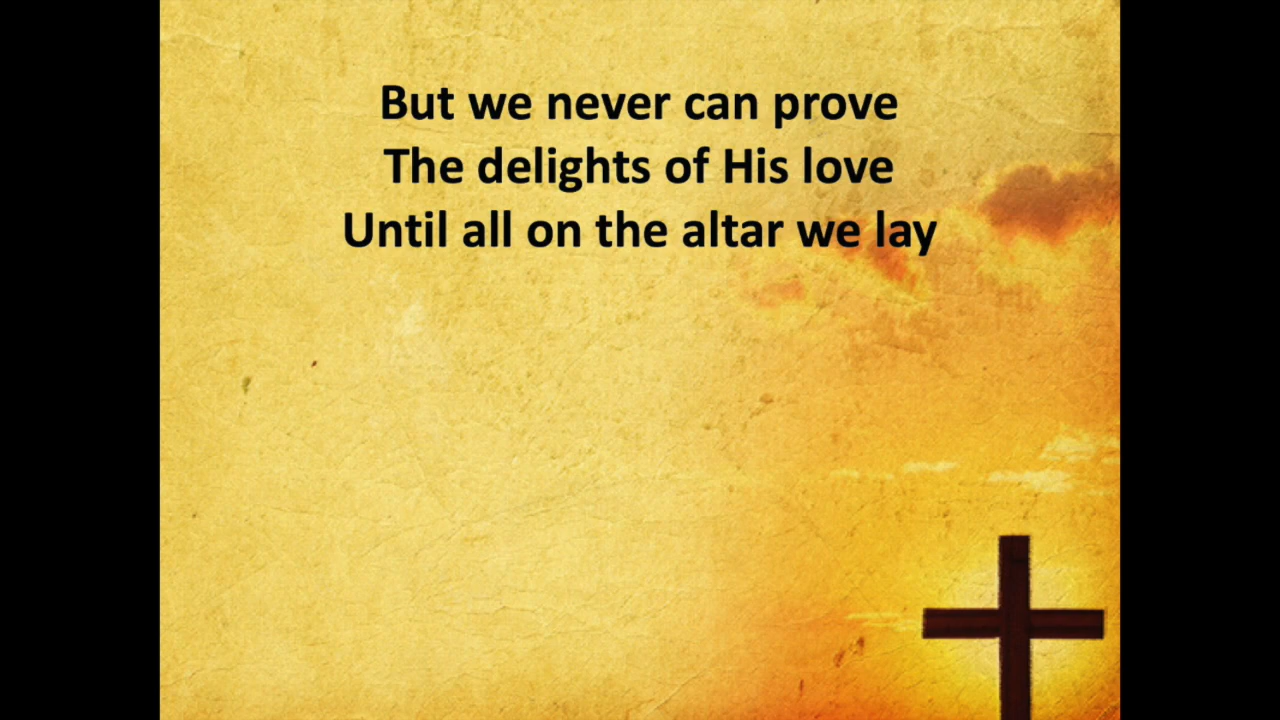 But we never can prove
The delights of His love
Until all on the altar we lay